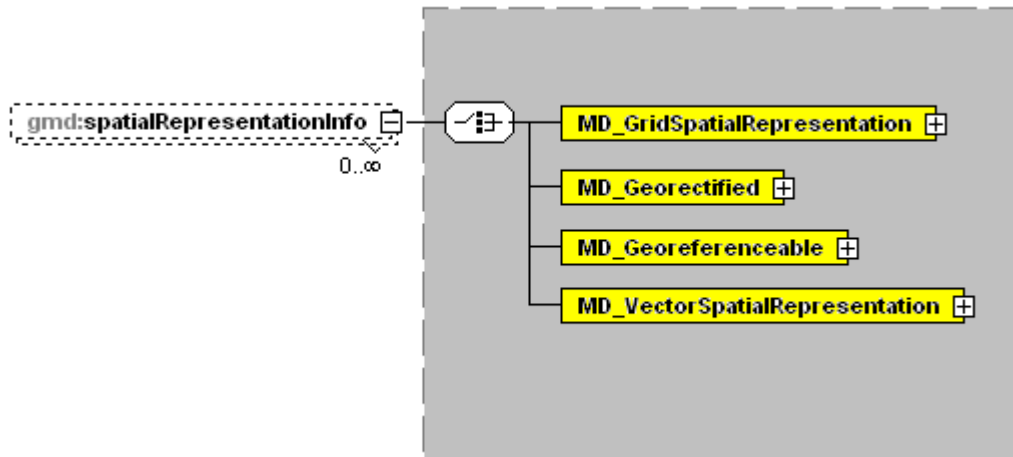 gmd:spatialRepresentationInfo
0..∞
MD_GridSpatialRepresentation
MD_Georectified
MD_Georeferenceable
MD_VectorSpatialRepresentation